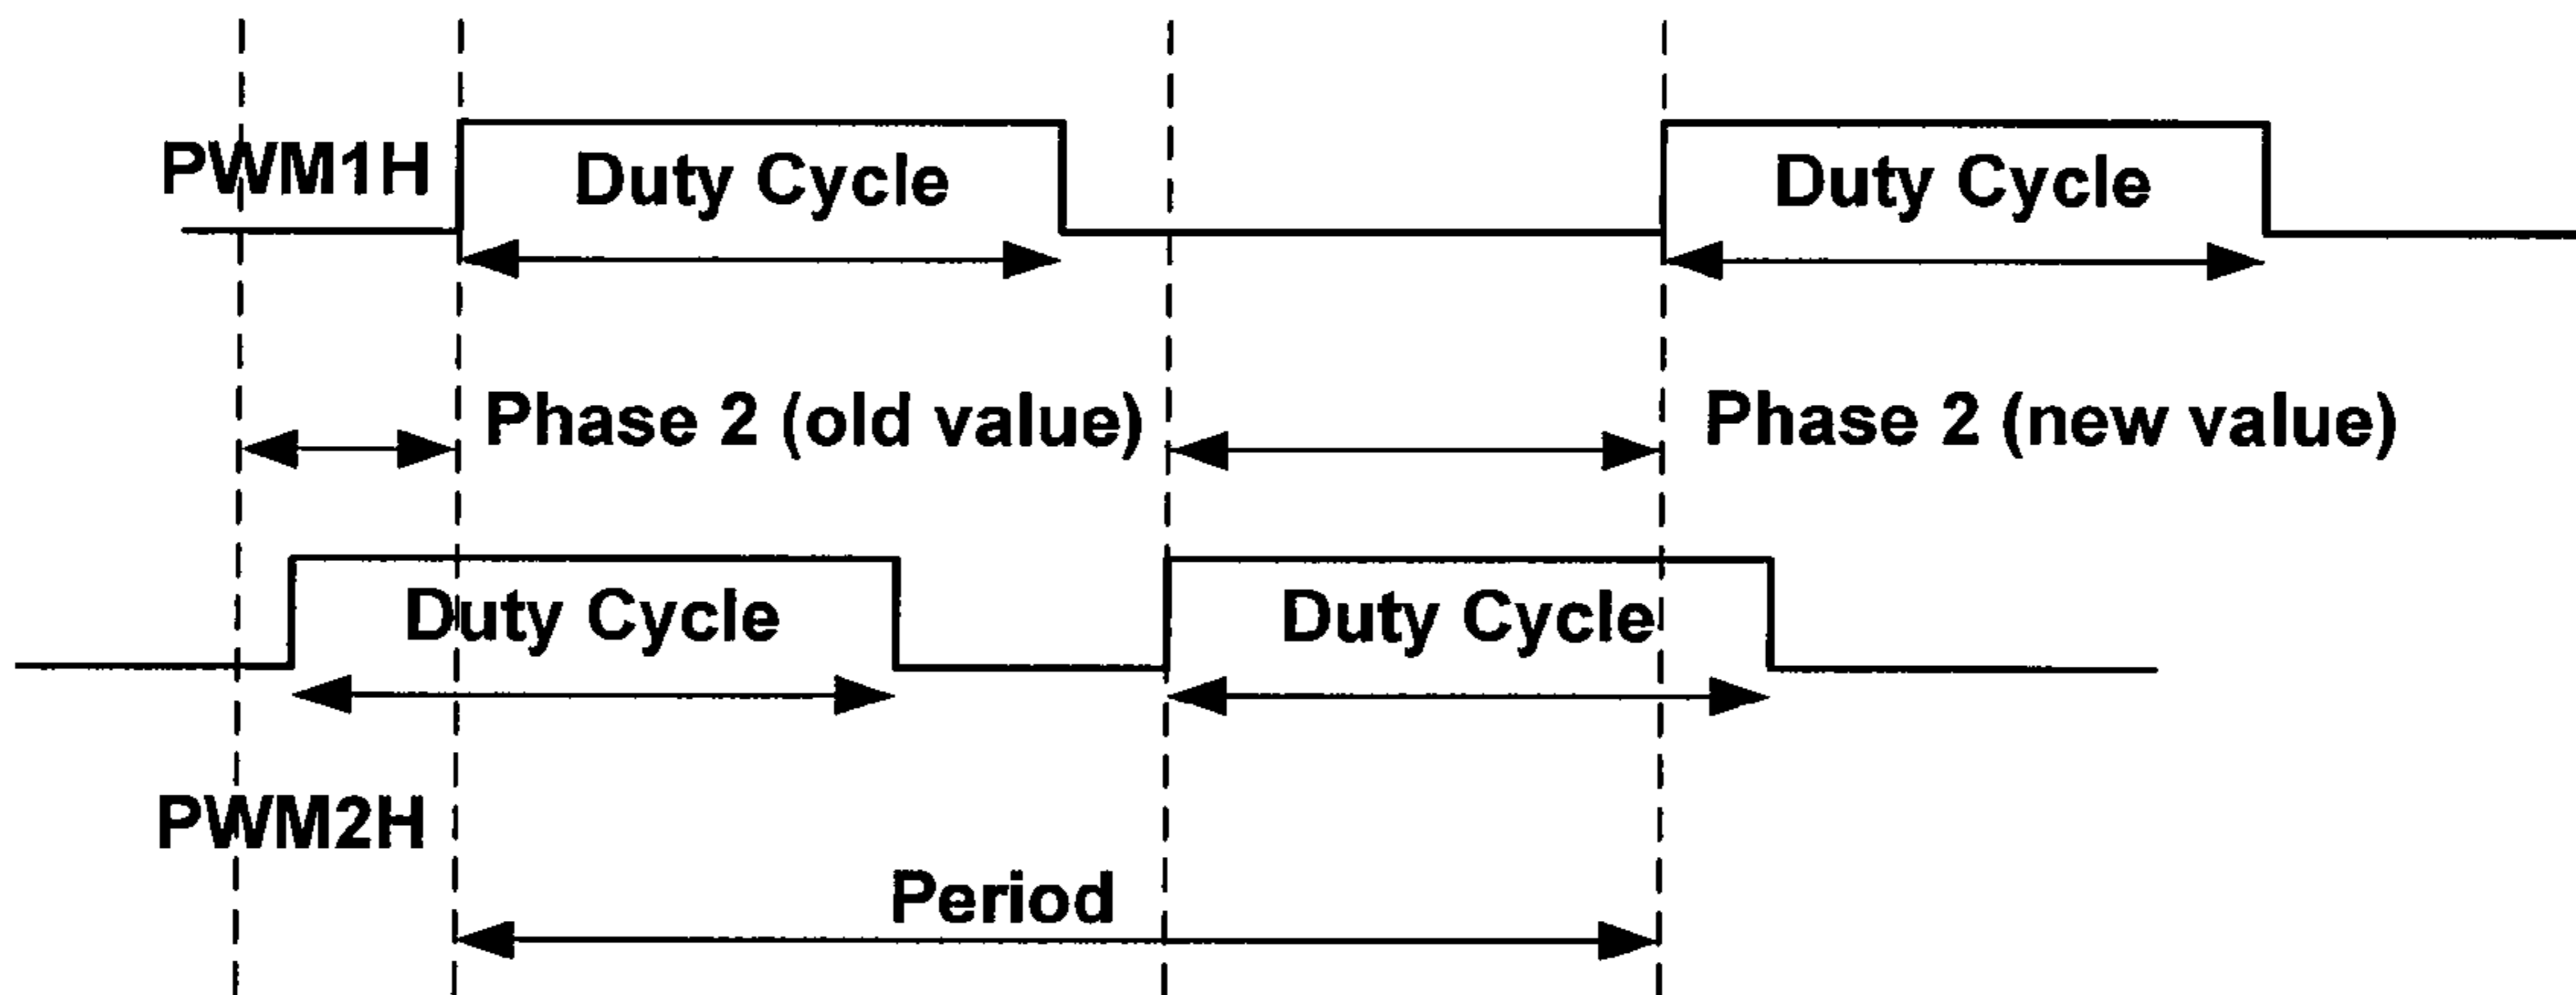 PWM1H
Duty Cycle
Duty Cycle
Phase 2 (old value)
Phase 2 (new value)
Duty Cycle
Duty Cycle
PWM2H
Period